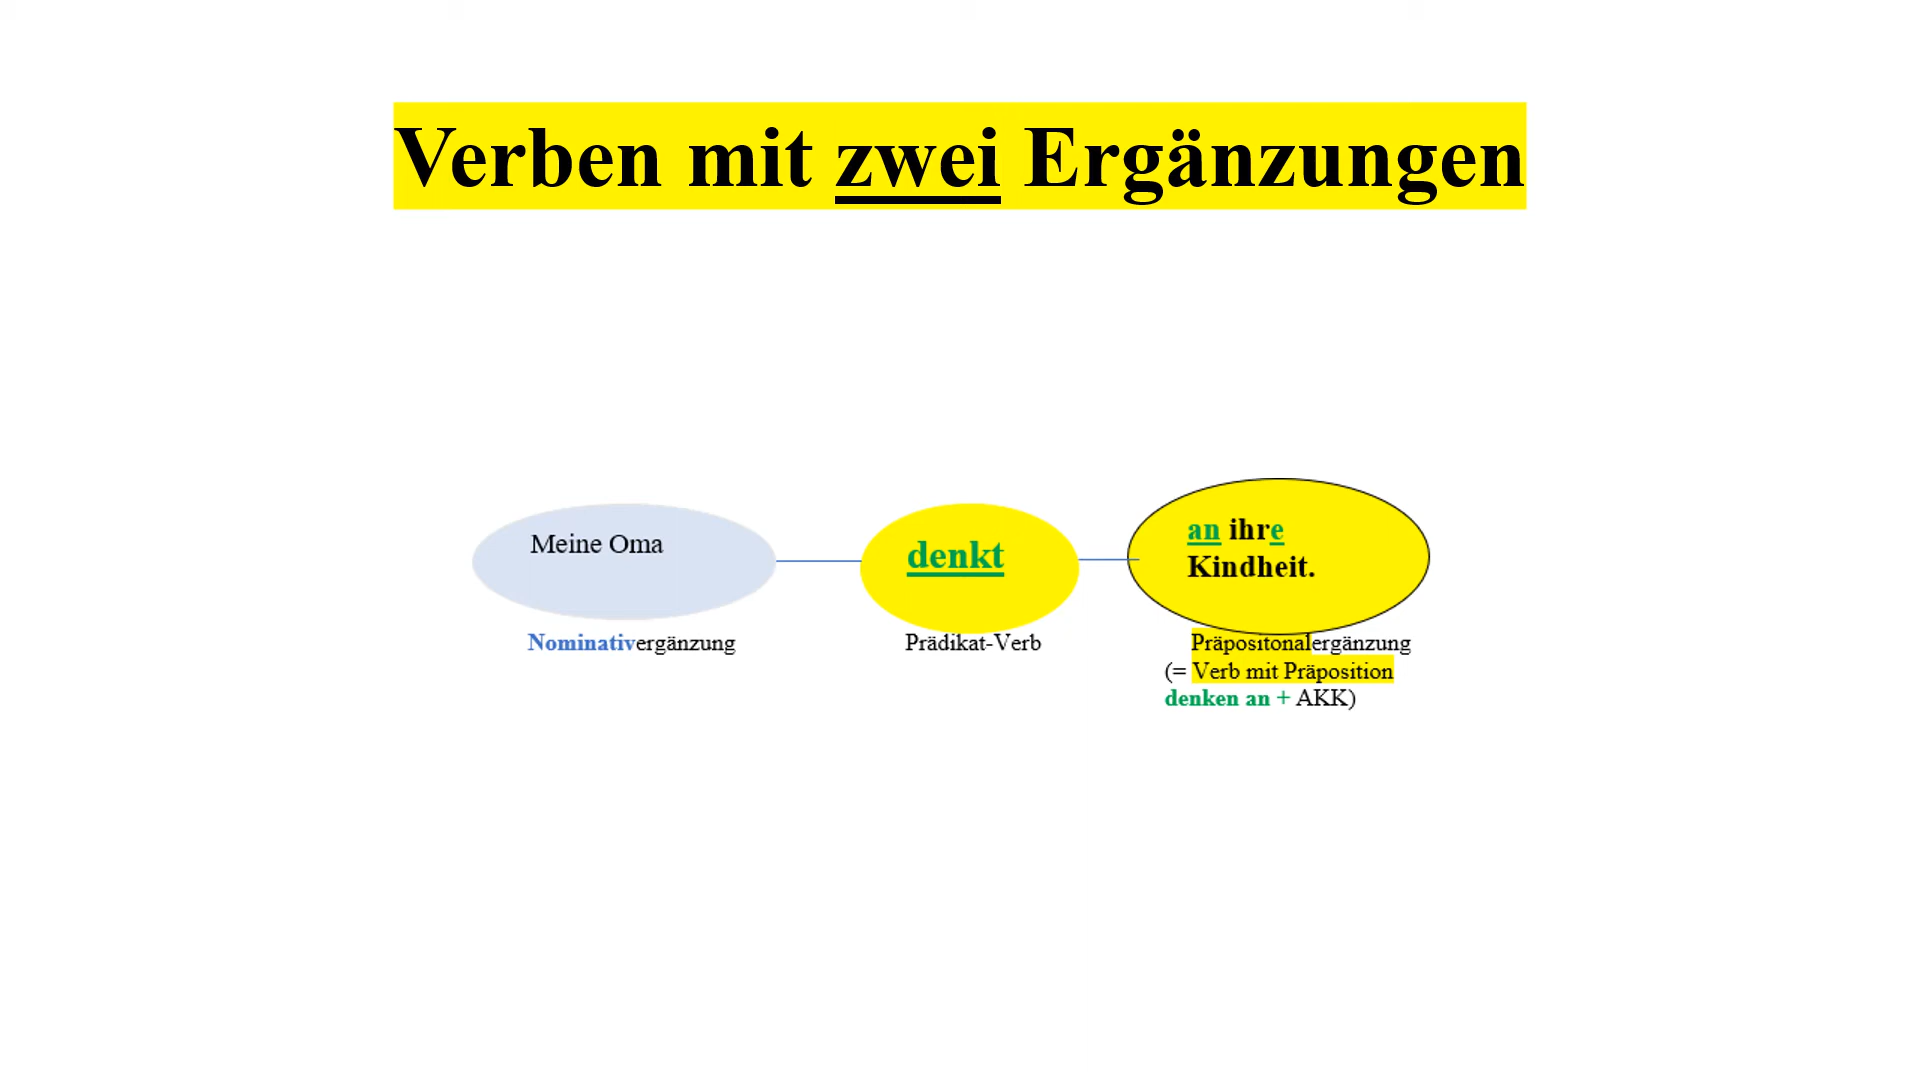 Verben mit zwei Ergänzungen
Meine Oma
denkt
an ihre
Kindheit.
Nominativergänzung
Prädikat-Verb
Präpositonalergänzung
(= Verb mit Präposition
denken an + AKK)